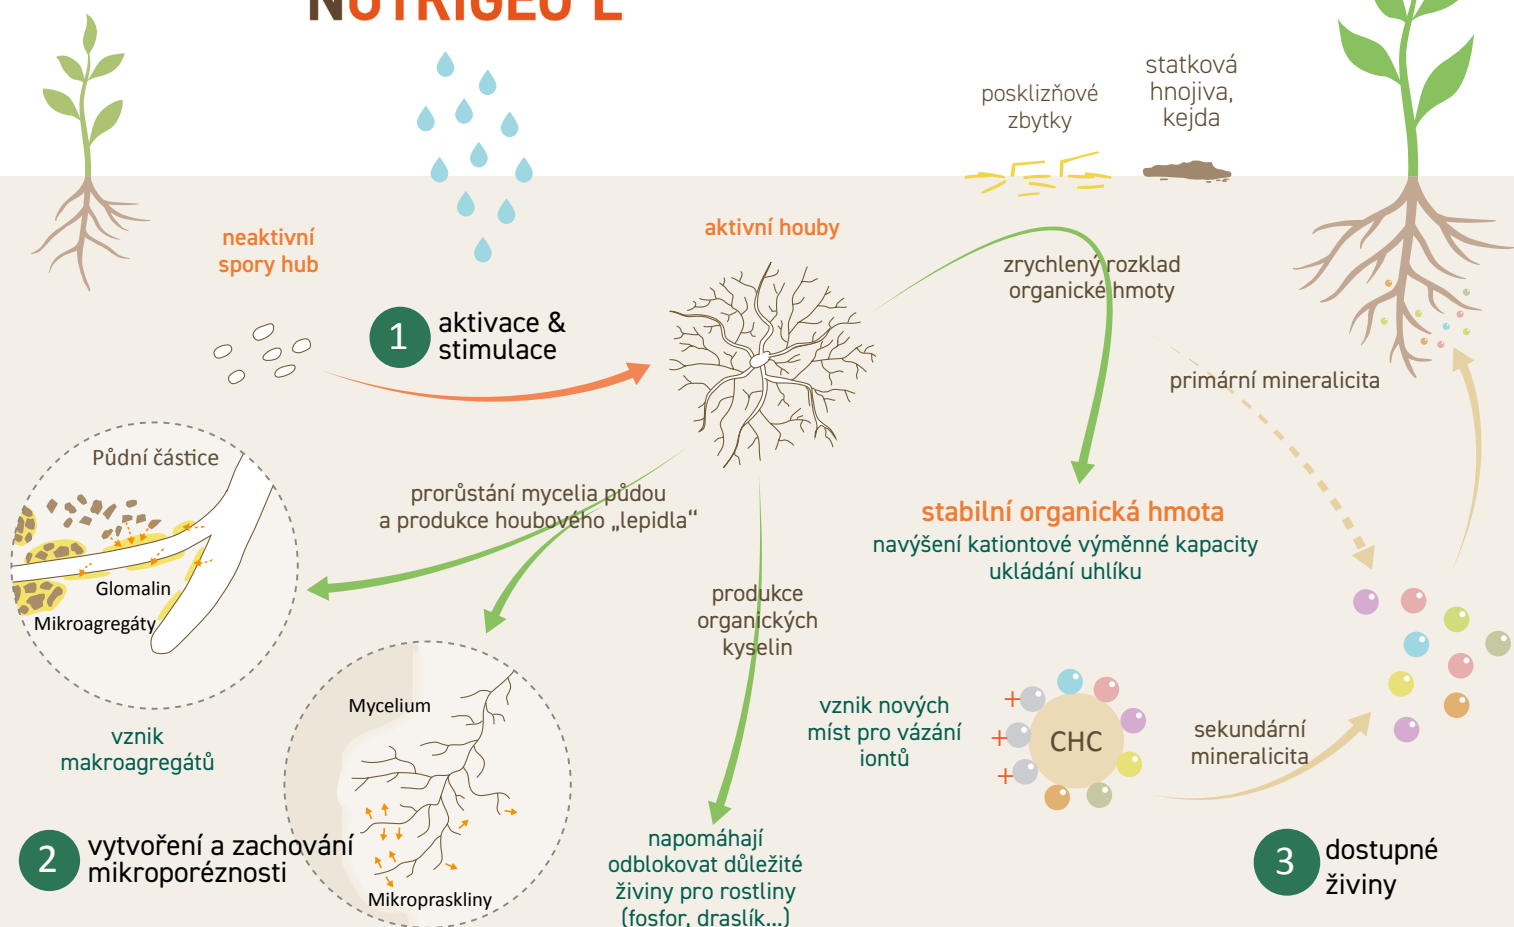 NUTRIGEO L
posklizňové
zbytky
statková
hnojiva,
kejda
neaktivní
spory hub
aktivní houby
zrychlený rozklad
organické hmoty
1
aktivace &
stimulace
primární mineralicita
Půdní částice
Glomalin
Mikroagregáty
prorůstání mycelia půdou
a produkce houbového „lepidla“
stabilní organická hmota
navýšení kationtové výměnné kapacity
ukládání uhlíku
produkce
organických
kyselin
vznik
makroagregátů
Mycelium
Mikropraskliny
vznik nových
míst pro vázání
iontů
+
+
+
CHC
sekundární
mineralicita
2
vytvoření a zachování
mikroporéznosti
napomáhají
odblokovat důležité
živiny pro rostliny
(fosfor, draslík...)
3
dostupné
živiny